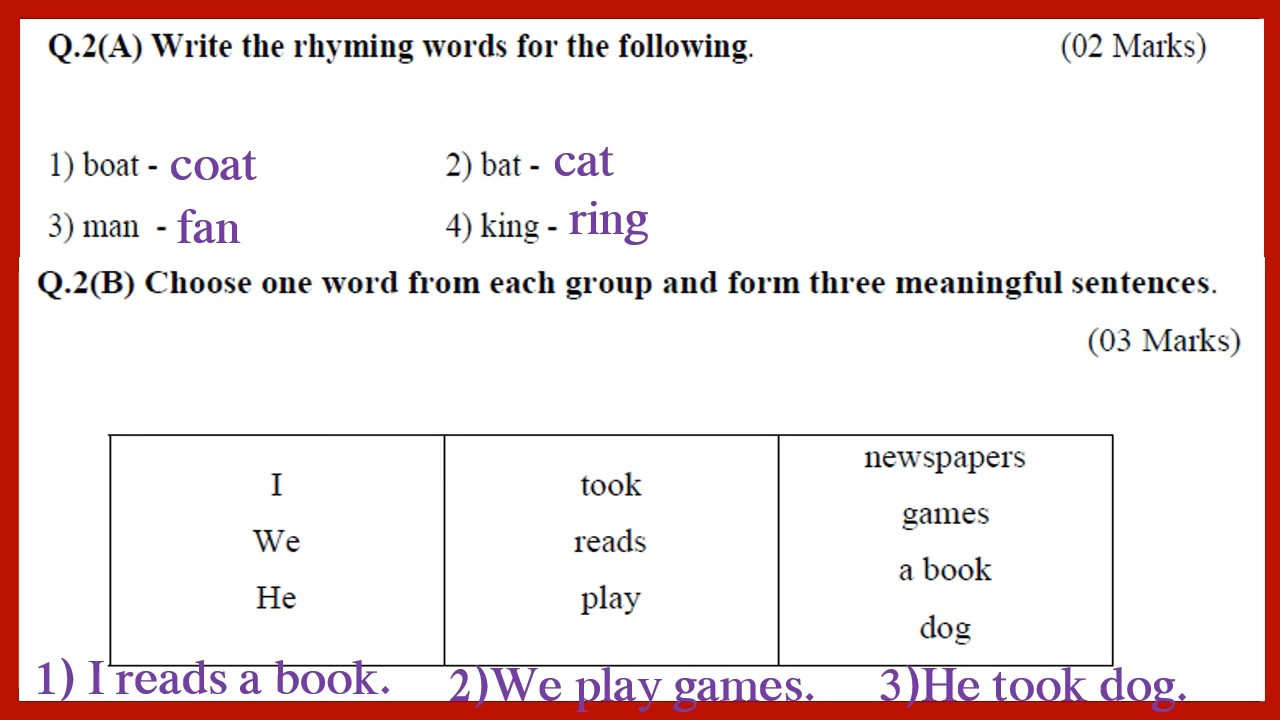 Q.2(A) Write the rhyming words for the following. (02 Marks)
1) boat - coat 2) bat - cat
3) man - fan 4) king - ring
Q.2(B) Choose one word from each group and form three meaningful sentences.
(03 Marks)
newspapers
I took
games
We reads
a book
He play
dog
1) I reads a book. 2)We play games. 3)He took dog.